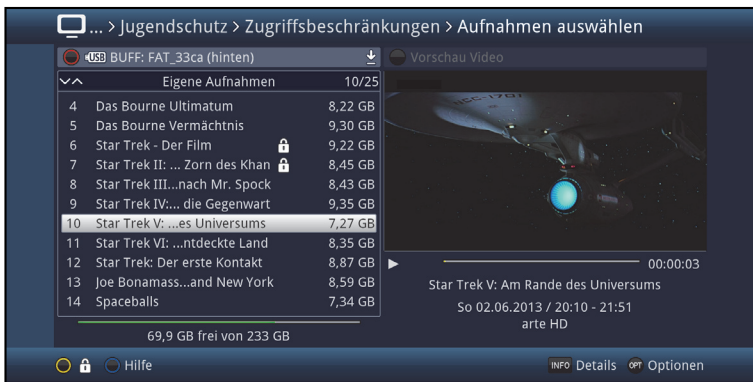 ... > Jugendschutz > Zugriffsbeschränkungen > Aufnahmen auswählen
USB BUFF: FAT_33ca (hinten)
Vorschau Video
Eigene Aufnahmen 10/25
4 Das Bourne Ultimatum 8,22 GB
5 Das Bourne Vermächtnis 9,30 GB
6 Star Trek - Der Film 9,22 GB
7 Star Trek II: ... Zorn des Khan 8,45 GB
8 Star Trek III...nach Mr. Spock 8,43 GB
9 Star Trek IV:... die Gegenwart 9,35 GB
10 Star Trek V: ...es Universums 7,27 GB
11 Star Trek VI: ...ntdeckte Land 8,35 GB
12 Star Trek: Der erste Kontakt 8,87 GB
13 Joe Bonamass...and New York 8,59 GB
14 Spaceballs 7,34 GB
69,9 GB frei von 233 GB
NCC-1701
00:00:03
Star Trek V: Am Rande des Universums
So 02.06.2013 / 20:10 - 21:51
arte HD
Hilfe
INFO Details OPT Optionen